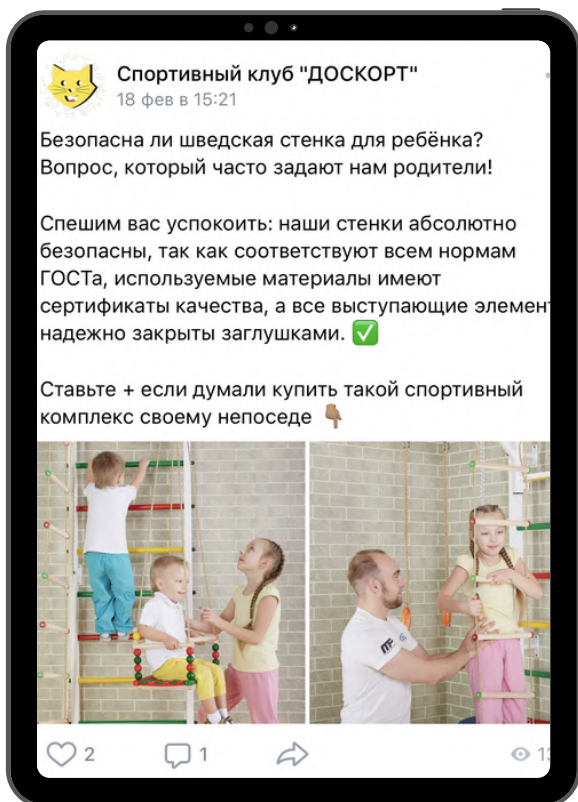 Спортивный клуб "ДОСКОРТ"
18 фев в 15:21
Безопасна ли шведская стенка для ребёнка?
Вопрос, который часто задают нам родители!
Спешим вас успокоить: наши стенки абсолютно
безопасны, так как соответствуют всем нормам
ГОСТа, используемые материалы имеют
сертификаты качества, а все выступающие
надежно закрыты заглушками. ✅
Ставьте + если думали купить такой спортивный
комплекс своему непоседе 👇🏽
2 1